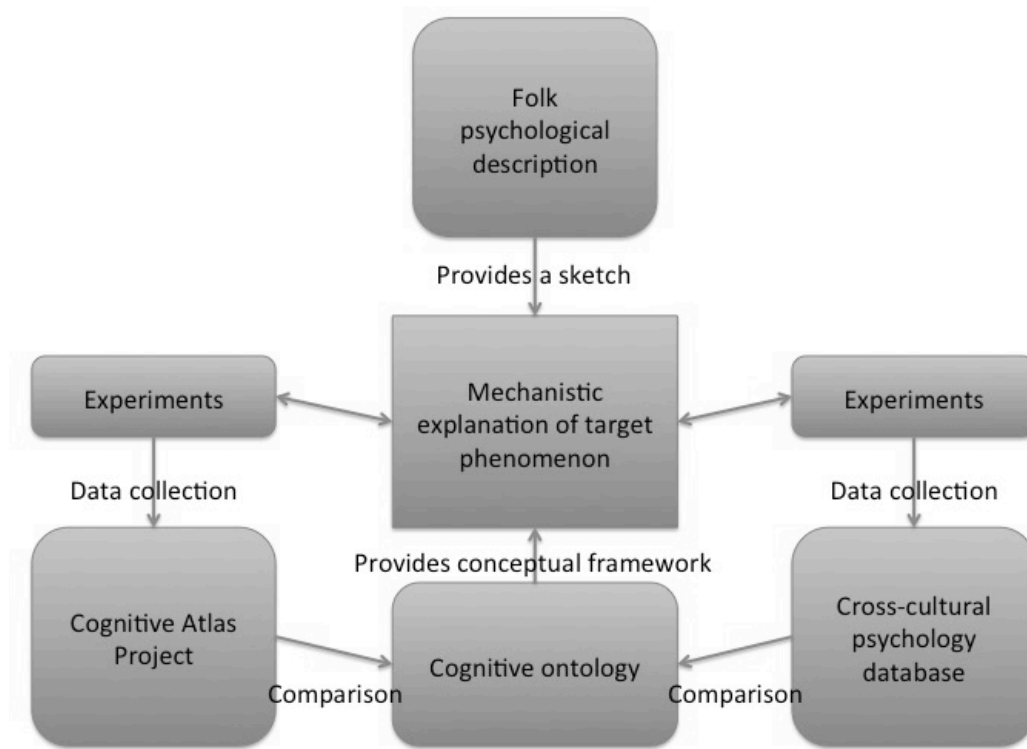 Folk
psychological
description
Provides a sketch
Experiments
Mechanistic
explanation of target
phenomenon
Experiments
Data collection
Data collection
Provides conceptual framework
Cognitive Atlas
Project
Cognitive ontology
Cross-cultural
psychology
database
Comparison
Comparison